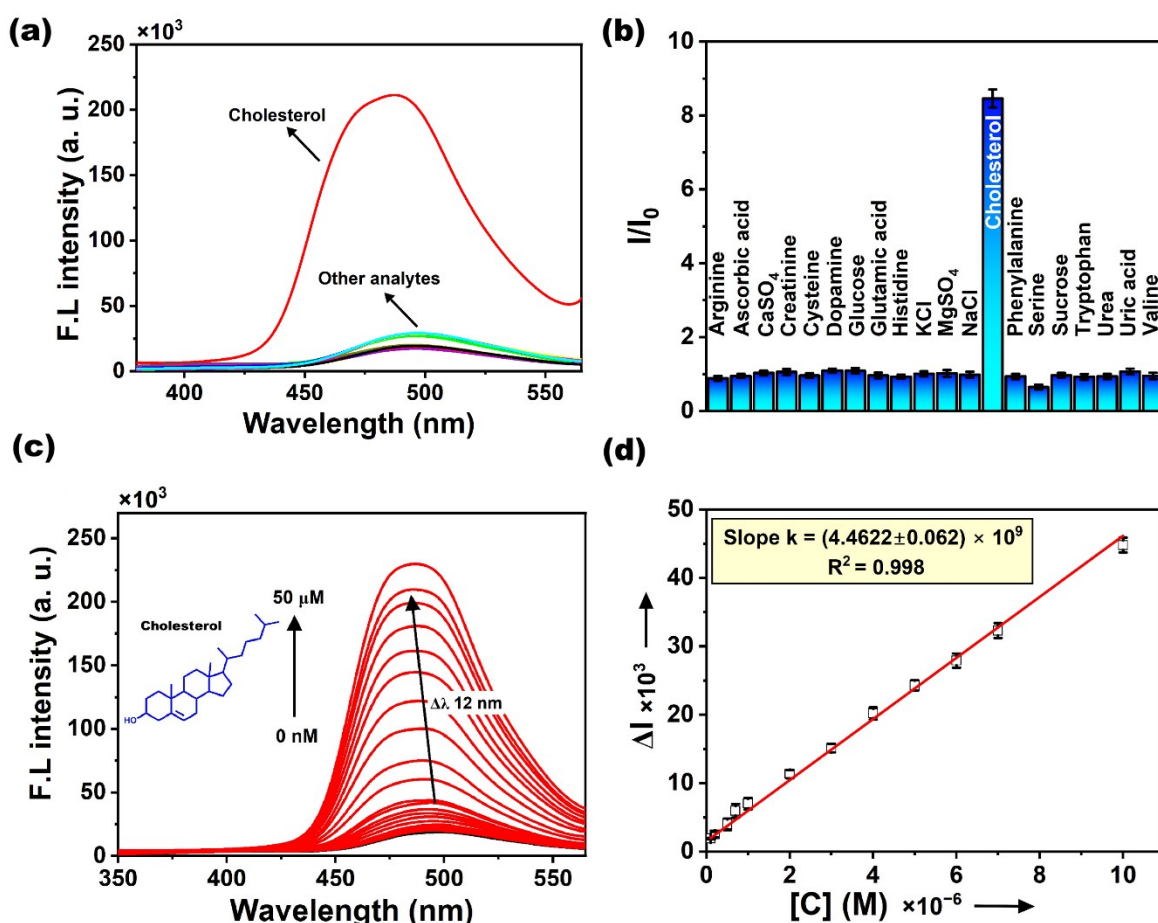 (a)
×10³
250
200
150
100
50
0
F.L intensity (a. u.)
Cholesterol
Other analytes
400
450
500
550
Wavelength (nm)
(b)
10
8
6
4
2
0
I/I₀
Arginine
Ascorbic acid
CaSO₄
Creatinine
Cysteine
Dopamine
Glucose
Glutamic acid
Histidine
KCl
MgSO₄
NaCl
Cholesterol
Phenylalanine
Serine
Sucrose
Tryptophan
Urea
Uric acid
Valine
(c)
×10³
250
200
150
100
50
0
F.L intensity (a. u.)
Cholesterol
HO
50 µM
0 nM
Δλ 12 nm
350
400
450
500
550
Wavelength (nm)
(d)
50
40
30
20
10
0
ΔI ×10³
Slope k = (4.4622±0.062) × 10⁹
R² = 0.998
0
2
4
6
8
10
[C] (M) ×10⁻⁶